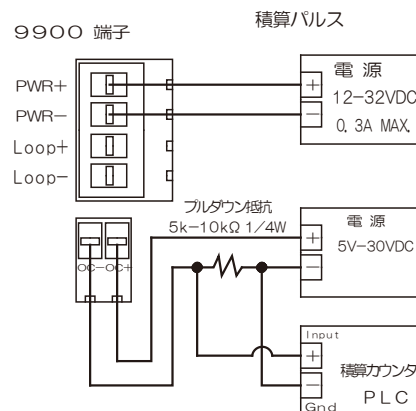 積算パルス
9900 端子
PWR+
PWR−
Loop+
Loop−
+
−
電 源
12−32VDC
0.3A MAX.
プルダウン抵抗
5k−10kΩ 1/4W
OC−
OC+
+
−
電 源
5V−30VDC
Input
+
−
Gnd
積算カウンタ
PLC